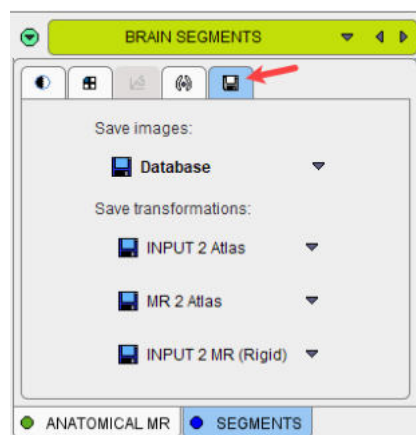 BRAIN SEGMENTS
Save images:
Database
Save transformations:
INPUT 2 Atlas
MR 2 Atlas
INPUT 2 MR (Rigid)
ANATOMICAL MR SEGMENTS